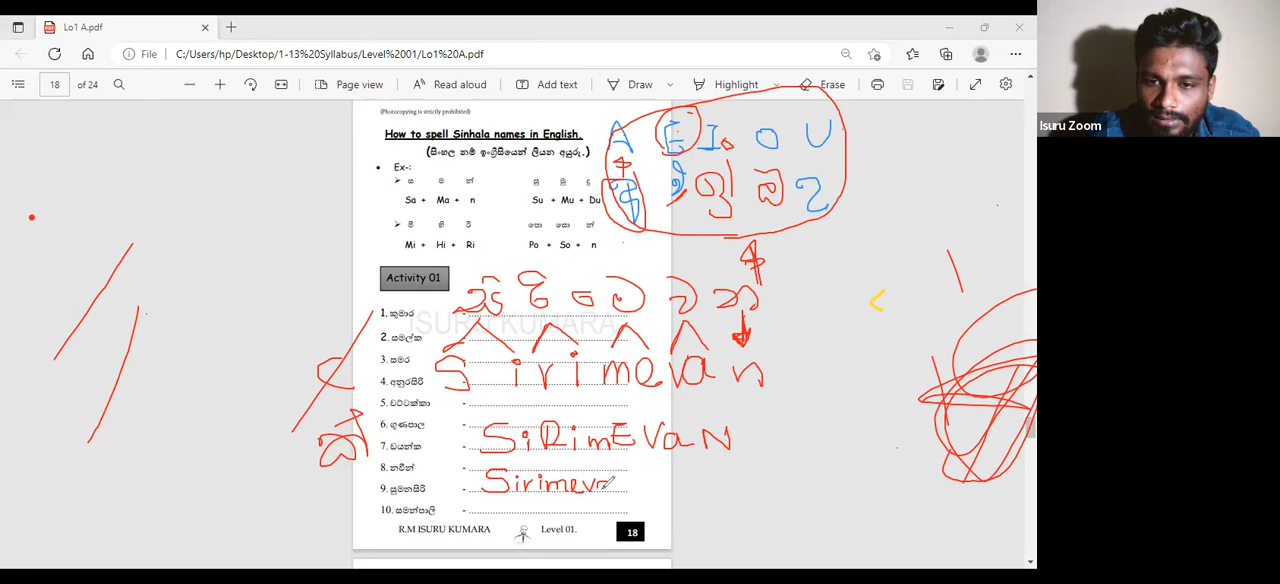 Lo1 A.pdf
File C:/Users/hp/Desktop/1-13%20Syllabus/Level%2001/Lo1%20A.pdf
18 of 24 Page view Read aloud Add text Draw Highlight Erase
Isuru Zoom
(Photocopying is strictly prohibited)
How to spell Sinhala names in English.
(සිංහල නම් ඉංග්‍රීසියෙන් ලියන අයුරු.)
A E I O U
Ex-:
ස ම න් සු මු දු
Sa + Ma + n Su + Mu + Du
මි හි රි පො සො න්
Mi + Hi + Ri Po + So + n
Activity 01
1. කුමාර -
ISURU KUMARA
2. සමල්ක -
3. සමර -
Sirimevan
4. අනුරසිරි -
5. චට්ටක්කා -
6. ගුණපාල -
SiRimEVaN
7. ඩයන්ක -
8. නවීන් -
9. සුමනසිරි - Sirimev
10. සමන්පාලි -
R.M ISURU KUMARA Level 01. 18